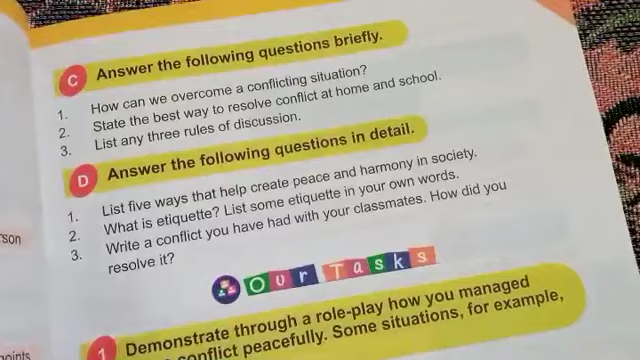 C Answer the following questions briefly.
1. How can we overcome a conflicting situation?
2. State the best way to resolve conflict at home and school.
3. List any three rules of discussion.
D Answer the following questions in detail.
1. List five ways that help create peace and harmony in society.
2. What is etiquette? List some etiquette in your own words.
3. Write a conflict you have had with your classmates. How did you
resolve it?
Our Tasks
1 Demonstrate through a role-play how you managed
conflict peacefully. Some situations, for example,